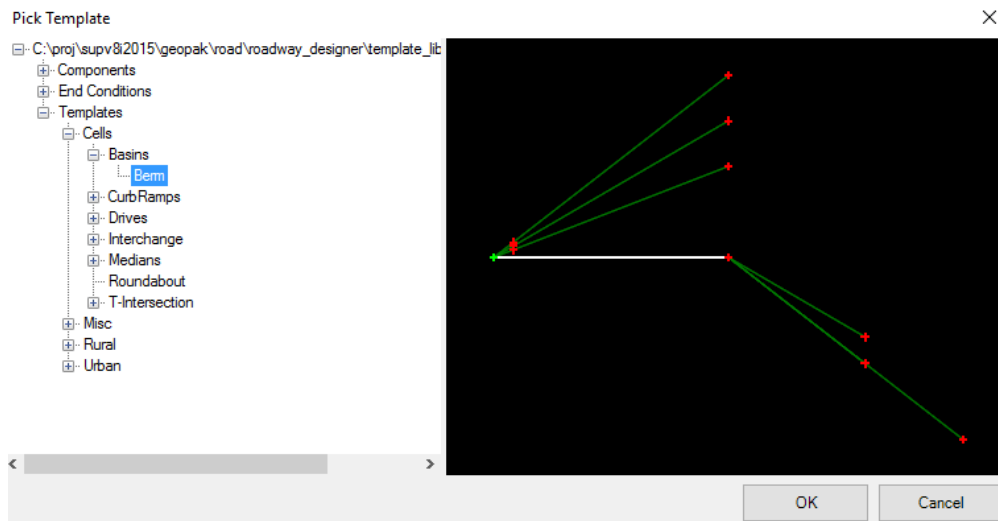 Pick Template
C:\proj\supv8i2015\geopak\road\roadway_designer\template_lib
Components
End Conditions
Templates
Cells
Basins
Berm
CurbRamps
Drives
Interchange
Medians
Roundabout
T-Intersection
Misc
Rural
Urban
OK Cancel